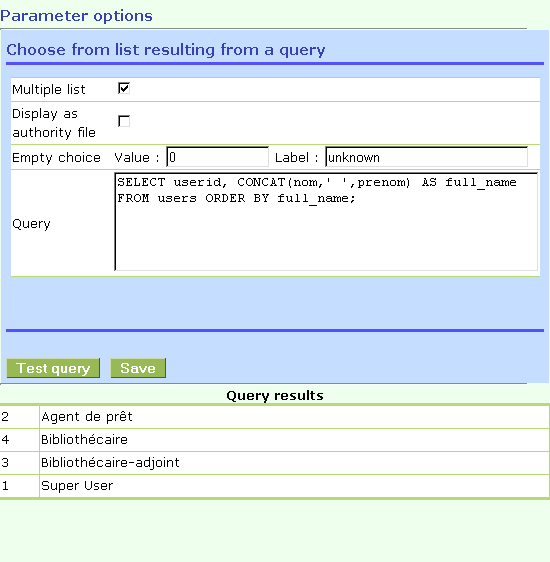 Parameter options
Choose from list resulting from a query
Multiple list
Display as
authority file
Empty choice Value : 0 Label : unknown
Query
SELECT userid, CONCAT(nom,' ',prenom) AS full_name
FROM users ORDER BY full_name;
Test query Save
Query results
2 Agent de prêt
4 Bibliothécaire
3 Bibliothécaire-adjoint
1 Super User